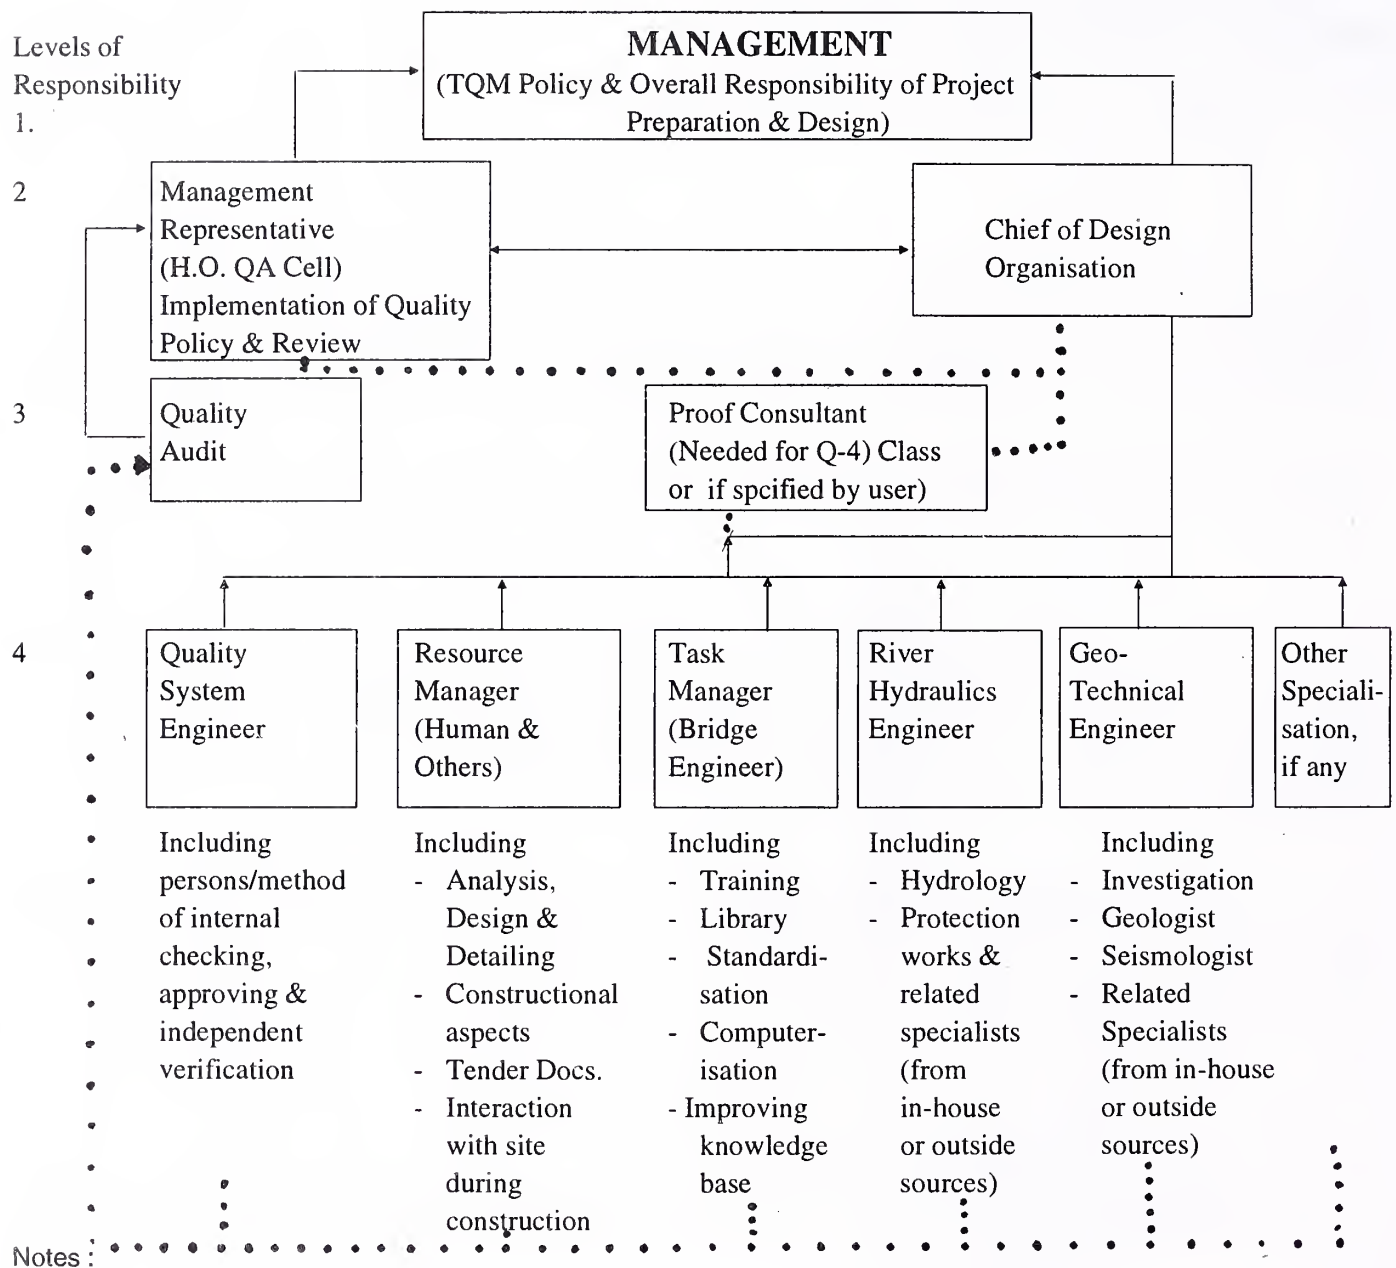 Levels of
Responsibility
1.
MANAGEMENT
(TQM Policy & Overall Responsibility of Project
Preparation & Design)
2
Management
Representative
(H.O. QA Cell)
Implementation of Quality
Policy & Review
Chief of Design
Organisation
3
Quality
Audit
Proof Consultant
(Needed for Q-4) Class
or if spcified by user)
4
Quality
System
Engineer
Resource
Manager
(Human &
Others)
Task
Manager
(Bridge
Engineer)
River
Hydraulics
Engineer
Geo-
Technical
Engineer
Other
Speciali-
sation,
if any
Including
persons/method
of internal
checking,
approving &
independent
verification
Including
- Analysis,
Design &
Detailing
- Constructional
aspects
- Tender Docs.
- Interaction
with site
during
construction
Including
- Training
- Library
- Standardi-
sation
- Computer-
isation
- Improving
knowledge
base
Including
- Hydrology
- Protection
works &
related
specialists
(from
in-house
or outside
sources)
Including
- Investigation
- Geologist
- Seismologist
- Related
Specialists
(from in-house
or outside
sources)
Notes :